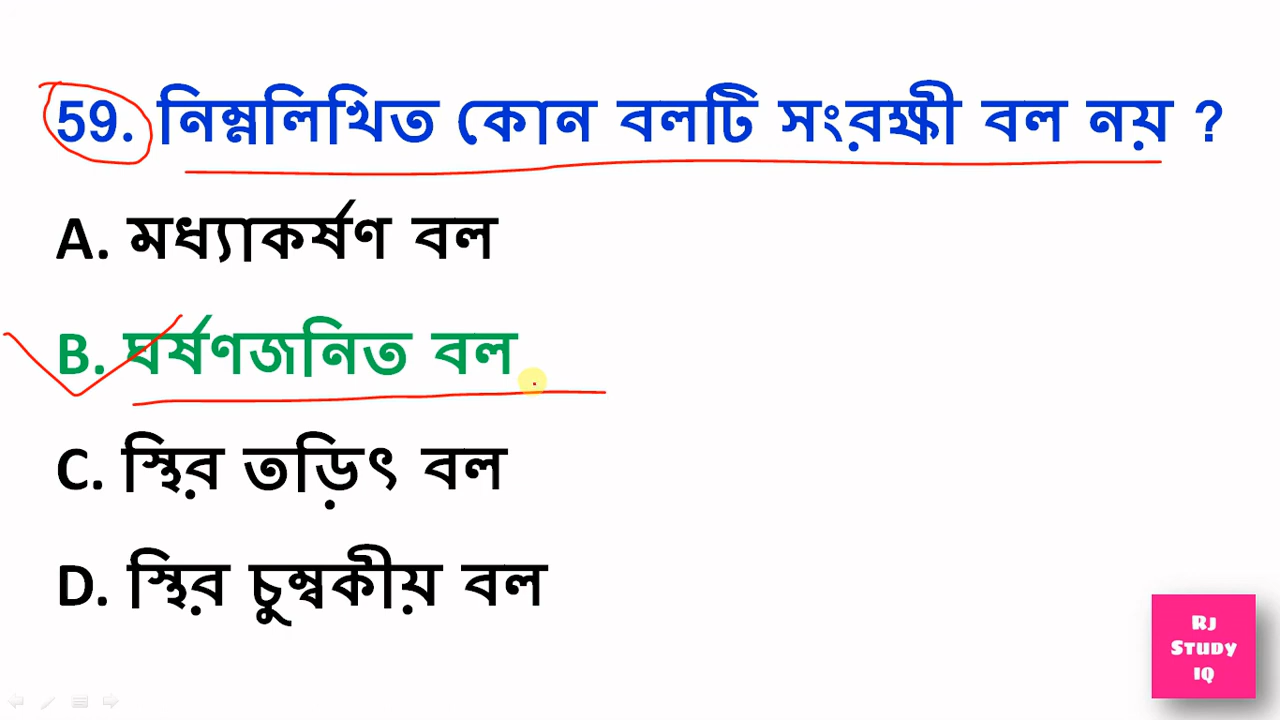 59. নিম্নলিখিত কোন বলটি সংরক্ষী বল নয় ?
A. মধ্যাকর্ষণ বল
B. ঘর্ষণজনিত বল
C. স্থির তড়িৎ বল
D. স্থির চুম্বকীয় বল
RJ
STUDY
IQ